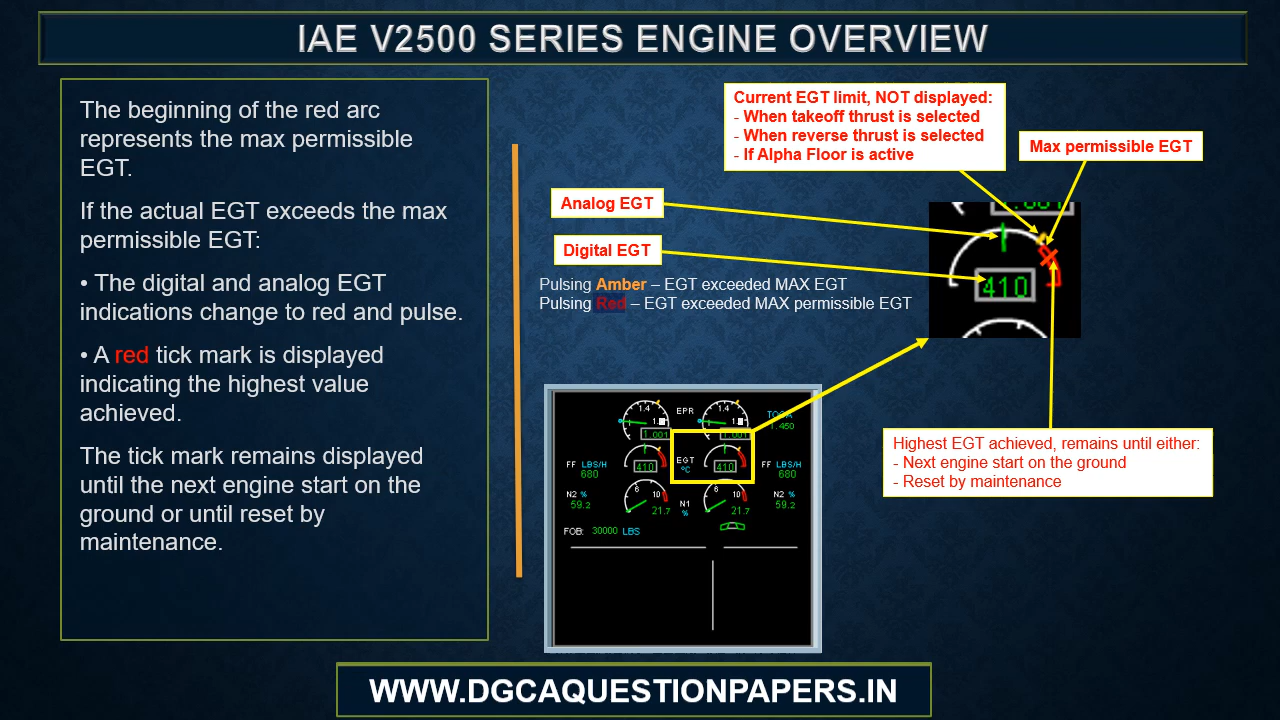 IAE V2500 SERIES ENGINE OVERVIEW
The beginning of the red arc
represents the max permissible
EGT.
If the actual EGT exceeds the max
permissible EGT:
• The digital and analog EGT
indications change to red and pulse.
• A red tick mark is displayed
indicating the highest value
achieved.
The tick mark remains displayed
until the next engine start on the
ground or until reset by
maintenance.
Current EGT limit, NOT displayed:
- When takeoff thrust is selected
- When reverse thrust is selected
- If Alpha Floor is active
Max permissible EGT
Analog EGT
Digital EGT
Pulsing Amber – EGT exceeded MAX EGT
Pulsing Red – EGT exceeded MAX permissible EGT
410
Highest EGT achieved, remains until either:
- Next engine start on the ground
- Reset by maintenance
1.4 EPR 1.4
1.001 1.001
1.450
EGT
°C
410 410
FF LBS/H FF LBS/H
680 680
6 10 6 10
N2 % N2 %
59.2 59.2
N1
%
21.7 21.7
FOB: 30000 LBS
WWW.DGCAQUESTIONPAPERS.IN